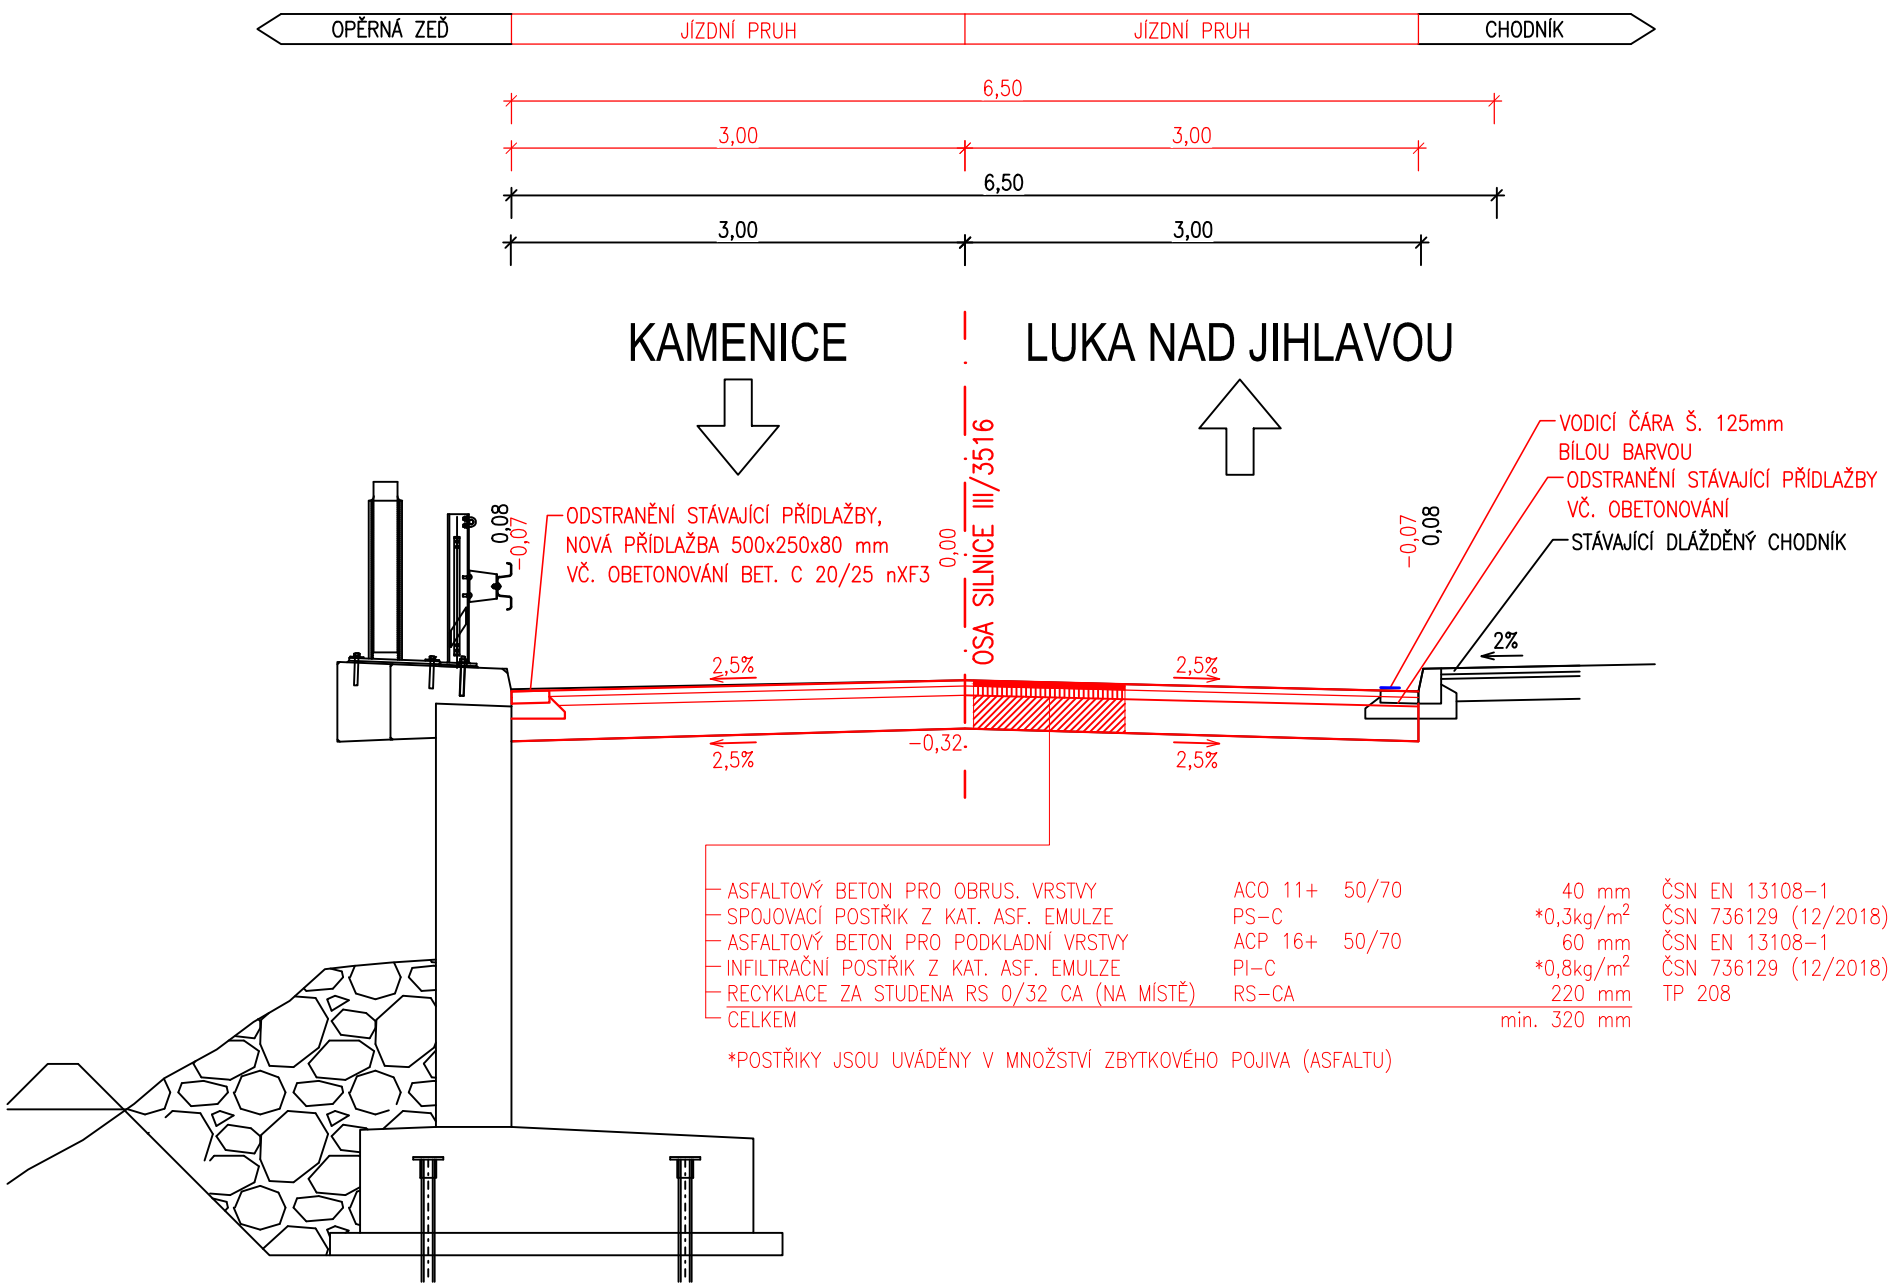 OPĚRNÁ ZEĎ JÍZDNÍ PRUH JÍZDNÍ PRUH CHODNÍK
6,50
3,00 3,00
6,50
3,00 3,00
KAMENICE LUKA NAD JIHLAVOU
OSA SILNICE III/3516
0,00
VODICÍ ČÁRA Š. 125mm
BÍLOU BARVOU
ODSTRANĚNÍ STÁVAJÍCÍ PŘÍDLAŽBY
VČ. OBETONOVÁNÍ
STÁVAJÍCÍ DLÁŽDĚNÝ CHODNÍK
0,08
-0,07
ODSTRANĚNÍ STÁVAJÍCÍ PŘÍDLAŽBY,
NOVÁ PŘÍDLAŽBA 500x250x80 mm
VČ. OBETONOVÁNÍ BET. C 20/25 nXF3
-0,07
0,08
2%
2,5% 2,5%
-0,32
2,5% 2,5%
ASFALTOVÝ BETON PRO OBRUS. VRSTVY ACO 11+ 50/70 40 mm ČSN EN 13108-1
SPOJOVACÍ POSTŘIK Z KAT. ASF. EMULZE PS-C *0,3kg/m² ČSN 736129 (12/2018)
ASFALTOVÝ BETON PRO PODKLADNÍ VRSTVY ACP 16+ 50/70 60 mm ČSN EN 13108-1
INFILTRAČNÍ POSTŘIK Z KAT. ASF. EMULZE PI-C *0,8kg/m² ČSN 736129 (12/2018)
RECYKLACE ZA STUDENA RS 0/32 CA (NA MÍSTĚ) RS-CA 220 mm TP 208
CELKEM min. 320 mm
*POSTŘIKY JSOU UVÁDĚNY V MNOŽSTVÍ ZBYTKOVÉHO POJIVA (ASFALTU)